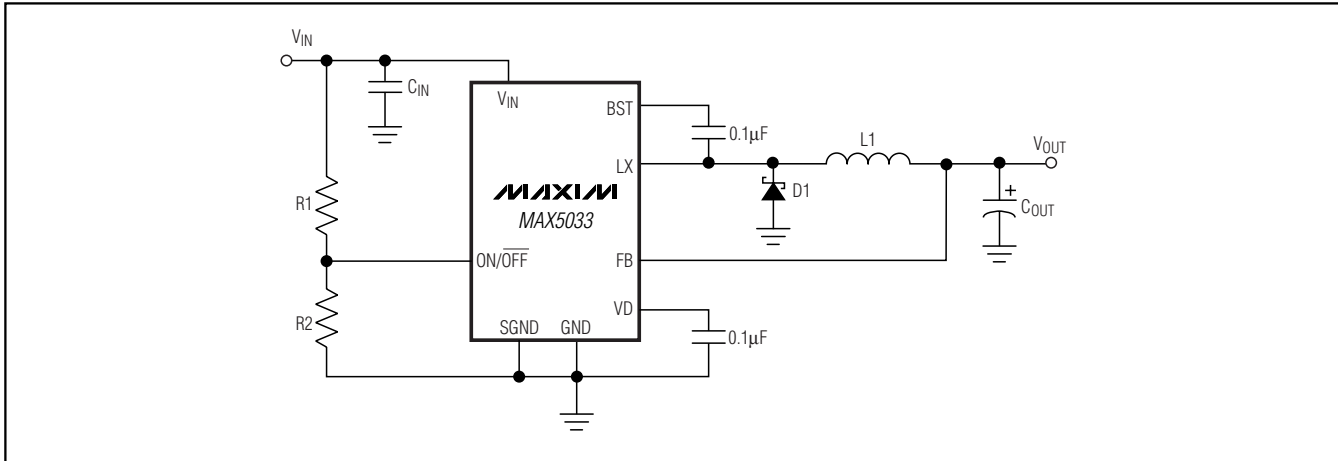 VIN
CIN
VIN
BST
0.1µF
L1
VOUT
LX
R1
MAXIM
D1
+
COUT
MAX5033
ON/OFF
FB
R2
VD
SGND GND
0.1µF